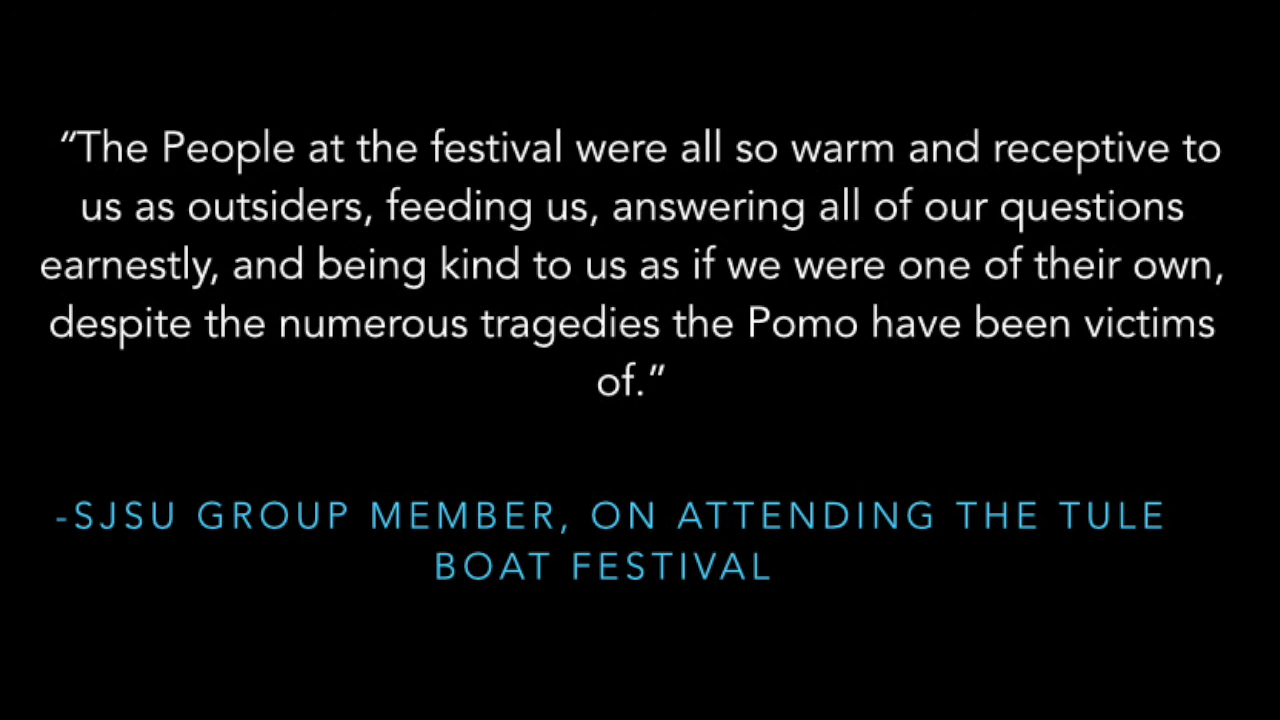 “The People at the festival were all so warm and receptive to
us as outsiders, feeding us, answering all of our questions
earnestly, and being kind to us as if we were one of their own,
despite the numerous tragedies the Pomo have been victims
of.”
-SJSU GROUP MEMBER, ON ATTENDING THE TULE
BOAT FESTIVAL